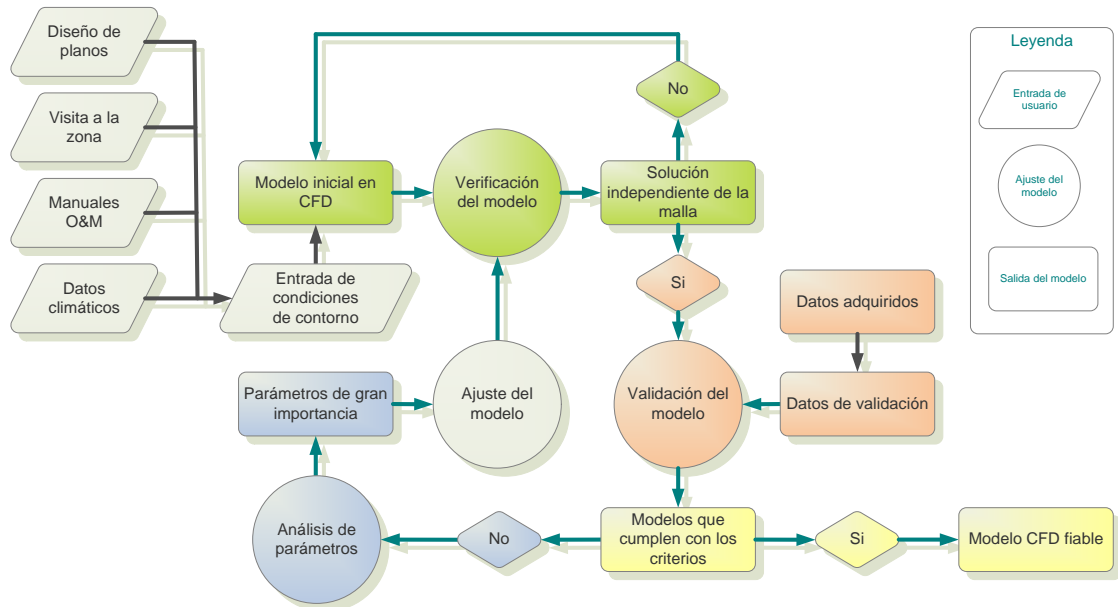 Diseño de
planos
Visita a la
zona
Manuales
O&M
Datos
climáticos
Entrada de
condiciones
de contorno
Modelo inicial en
CFD
Verificación
del modelo
Solución
independiente de la
malla
No
Si
Datos adquiridos
Datos de validación
Validación del
modelo
Parámetros de gran
importancia
Ajuste del
modelo
Análisis de
parámetros
No
Modelos que
cumplen con los
criterios
Si
Modelo CFD fiable
Leyenda
Entrada de
usuario
Ajuste del
modelo
Salida del modelo